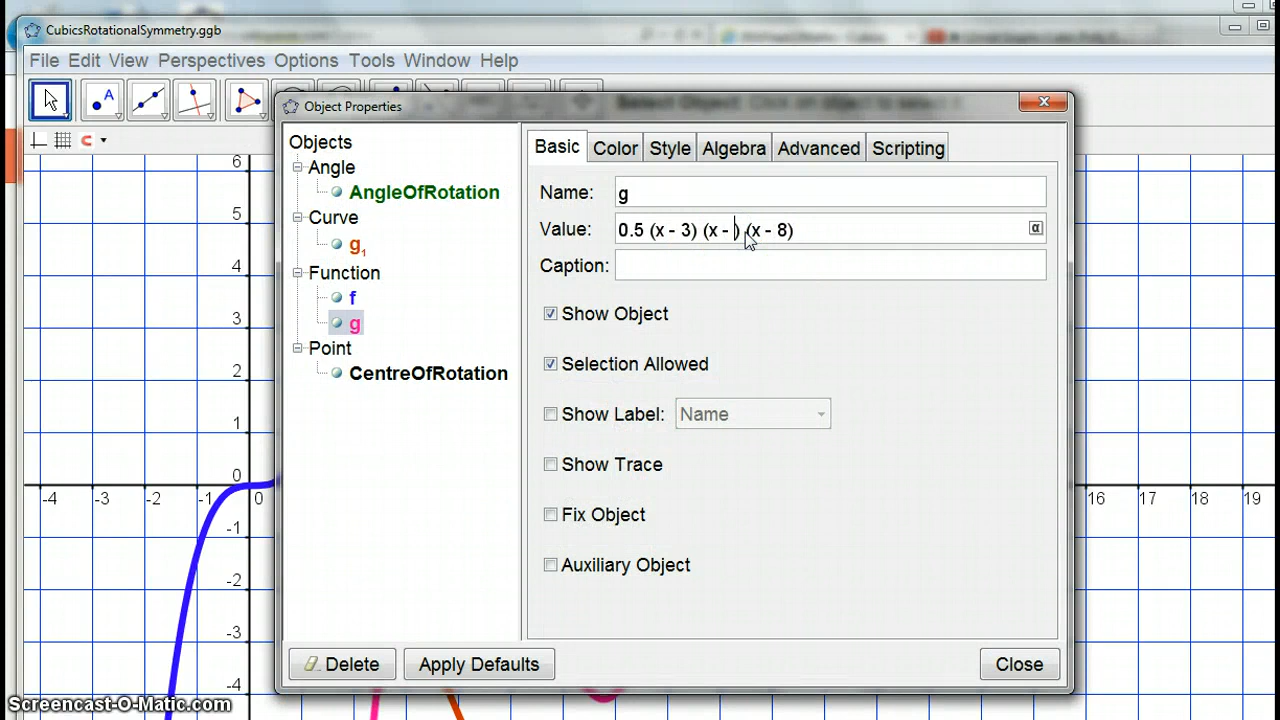 CubicsRotationalSymmetry.ggb
File Edit View Perspectives Options Tools Window Help
A
Object Properties
Objects
Angle
AngleOfRotation
Curve
g1
Function
f
g
Point
CentreOfRotation
Basic Color Style Algebra Advanced Scripting
Name: g
Value: 0.5 (x - 3) (x - ) (x - 8) α
Caption:
Show Object
Selection Allowed
Show Label: Name
Show Trace
Fix Object
Auxiliary Object
Delete Apply Defaults Close
6
5
4
3
2
1
0
-4 -3 -2 -1 0 16 17 18 19
-1
-2
-3
-4
Screencast-O-Matic.com